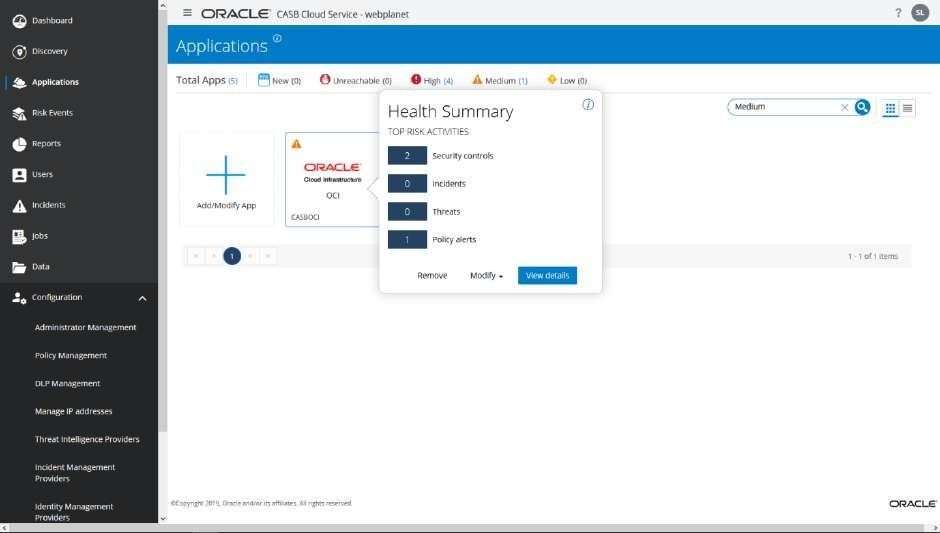 Dashboard
Discovery
Applications
Risk Events
Reports
Users
Incidents
Jobs
Data
Configuration
Administrator Management
Policy Management
DLP Management
Manage IP addresses
Threat Intelligence Providers
Incident Management
Providers
Identity Management
Providers
ORACLE CASB Cloud Service - webplanet
? SL
Applications
Total Apps (5) New (0) Unreachable (0) High (4) Medium (1) Low (0)
Medium
Add/Modify App
ORACLE
Cloud Infrastructure
OCI
CASBOCI
Health Summary
TOP RISK ACTIVITIES
2 Security controls
0 Incidents
0 Threats
1 Policy alerts
Remove Modify View details
1
1 - 1 of 1 items
©Copyright 2019, Oracle and/or its affiliates. All rights reserved.
ORACLE